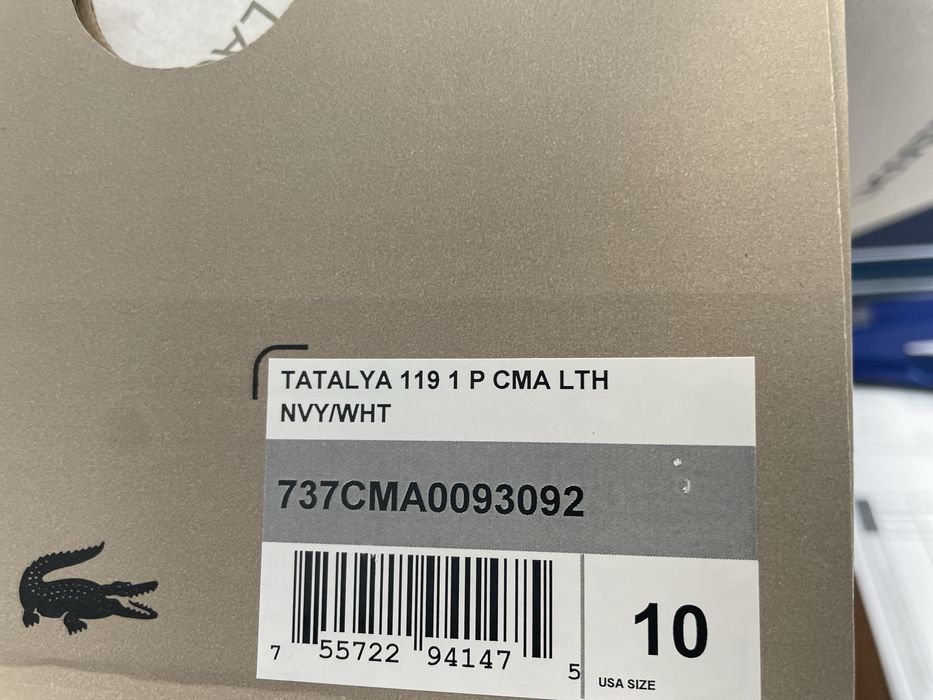 TATALYA 119 1 P CMA LTH
NVY/WHT
737CMA0093092
7 55722 94147 5
10
USA SIZE